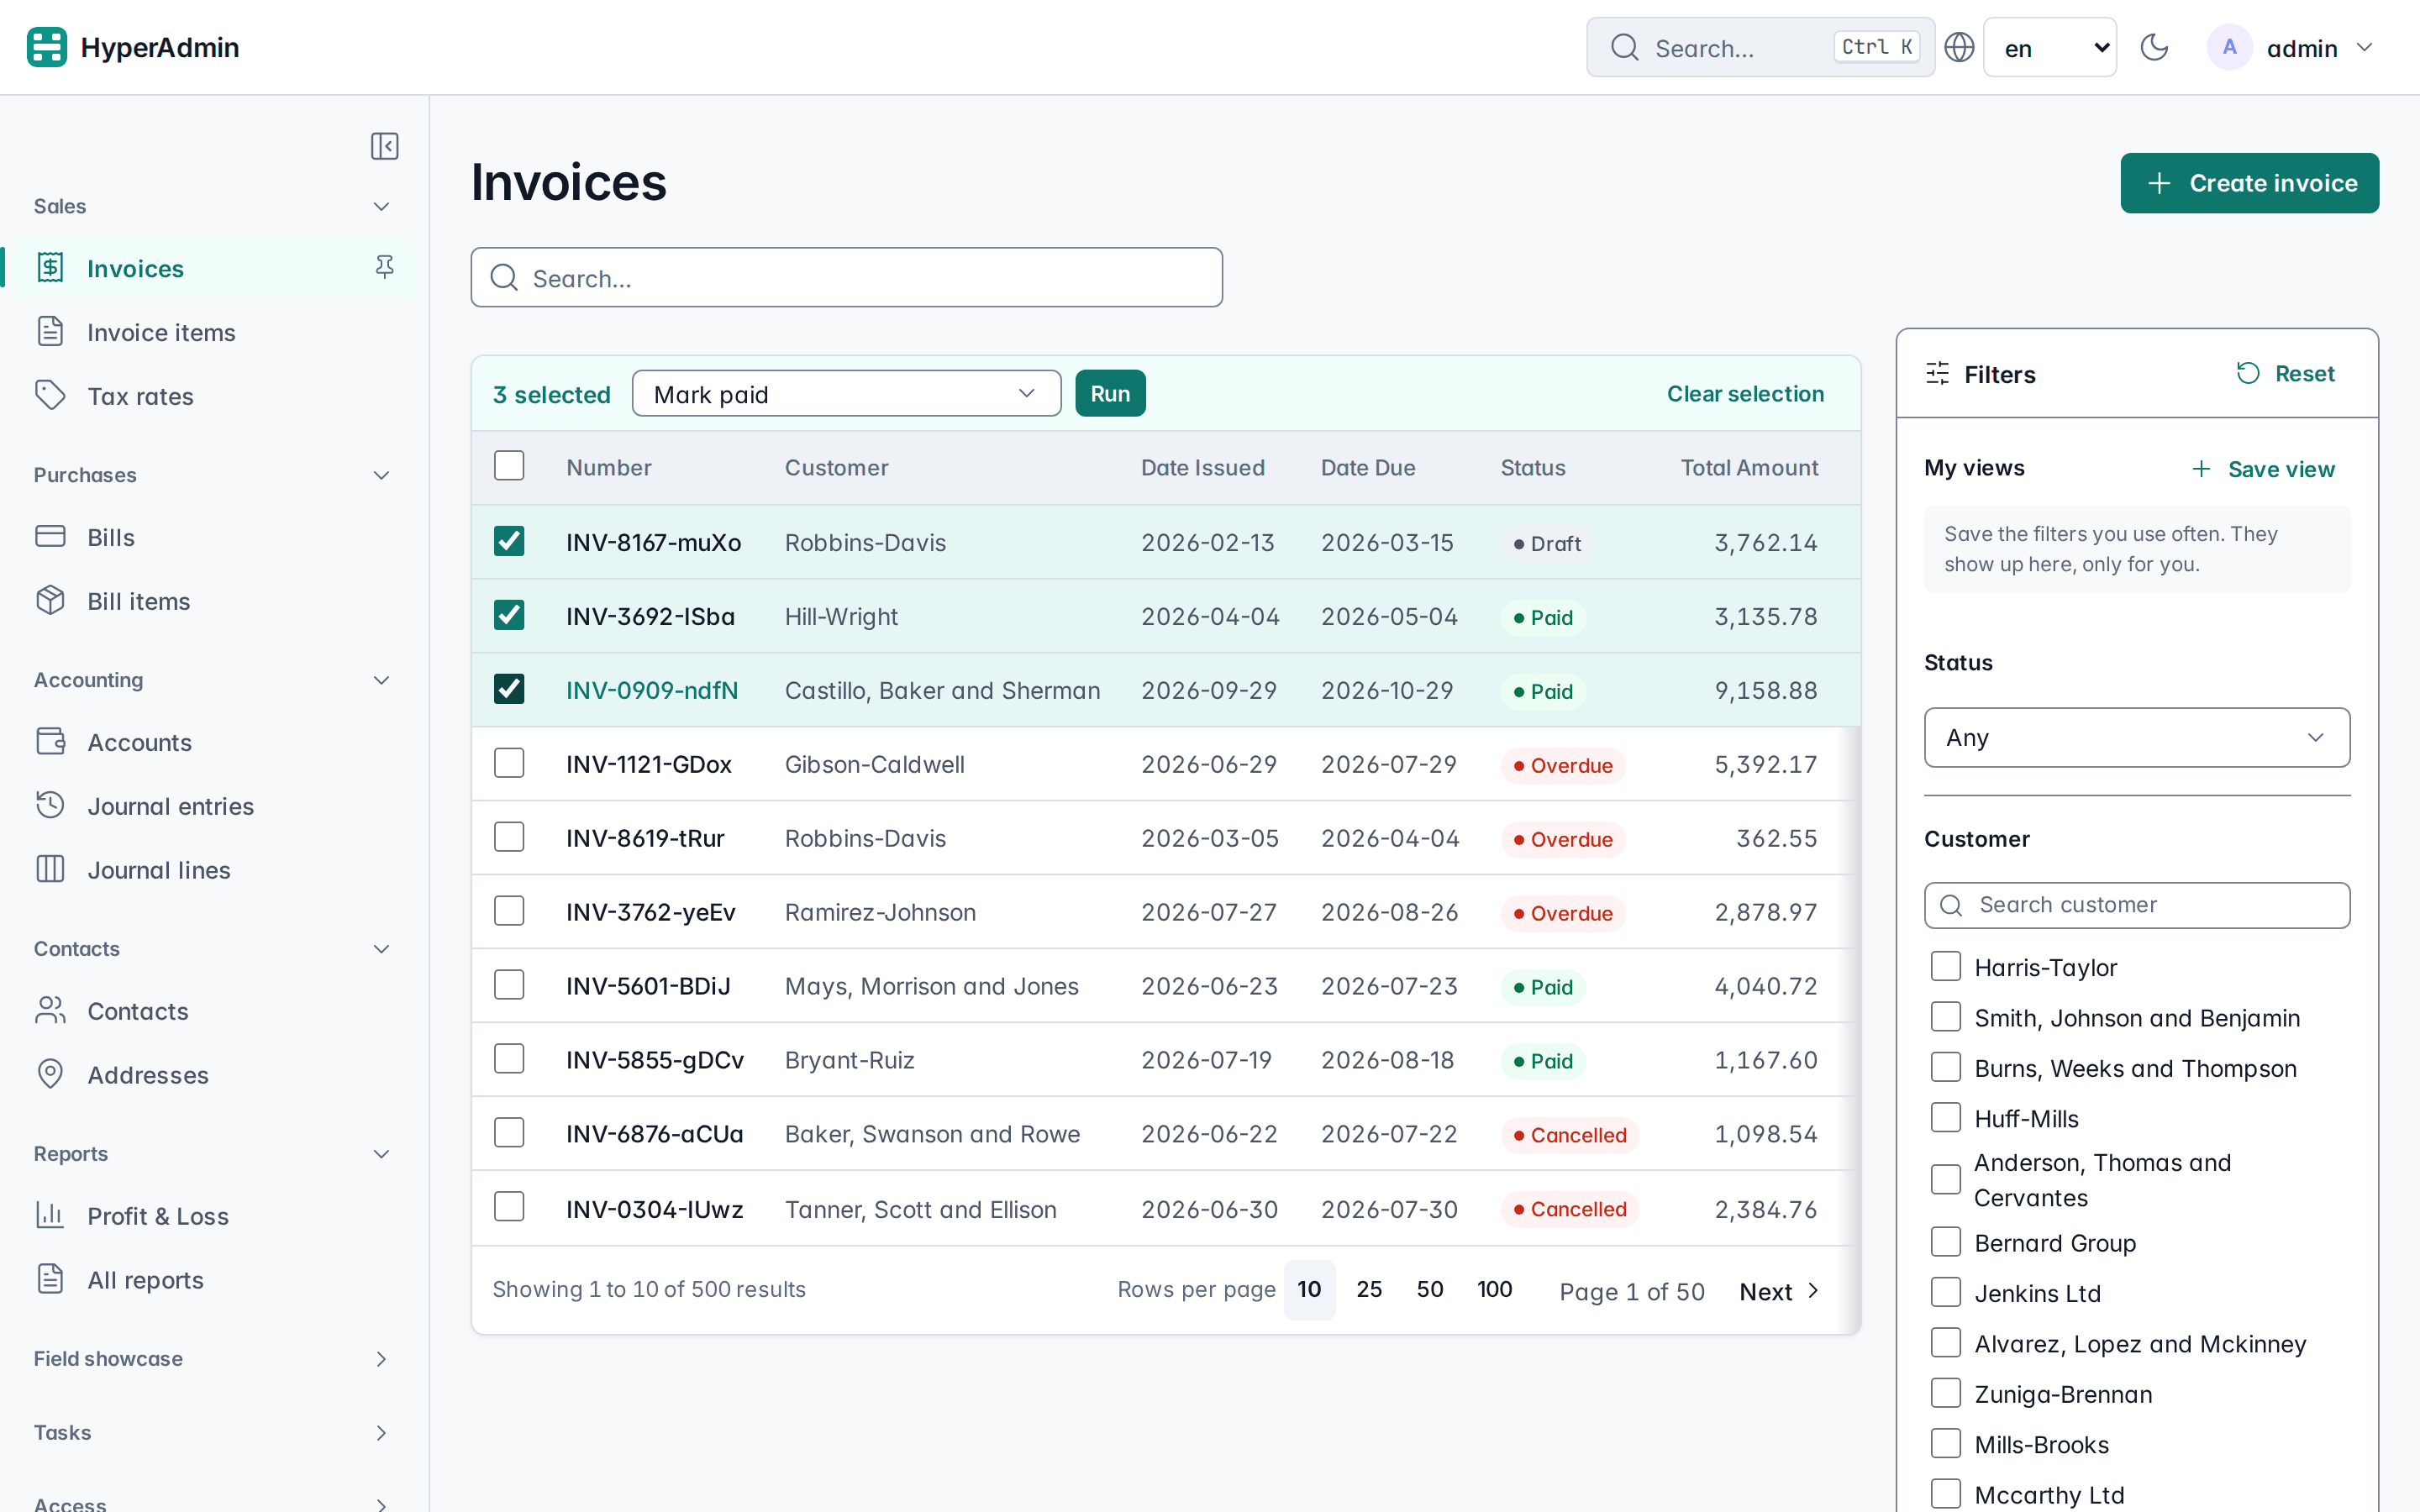 HyperAdmin
Search...
Ctrl K
en
A
admin
Sales
Invoices
Invoice items
Tax rates
Purchases
Bills
Bill items
Accounting
Accounts
Journal entries
Journal lines
Contacts
Contacts
Addresses
Reports
Profit & Loss
All reports
Field showcase
Tasks
Access
Invoices
Create invoice
Search...
3 selected
Mark paid
Run
Clear selection
Number Customer Date Issued Date Due Status Total Amount
INV-8167-muXo Robbins-Davis 2026-02-13 2026-03-15 Draft 3,762.14
INV-3692-lSba Hill-Wright 2026-04-04 2026-05-04 Paid 3,135.78
INV-0909-ndfN Castillo, Baker and Sherman 2026-09-29 2026-10-29 Paid 9,158.88
INV-1121-GDox Gibson-Caldwell 2026-06-29 2026-07-29 Overdue 5,392.17
INV-8619-tRur Robbins-Davis 2026-03-05 2026-04-04 Overdue 362.55
INV-3762-yeEv Ramirez-Johnson 2026-07-27 2026-08-26 Overdue 2,878.97
INV-5601-BDiJ Mays, Morrison and Jones 2026-06-23 2026-07-23 Paid 4,040.72
INV-5855-gDCv Bryant-Ruiz 2026-07-19 2026-08-18 Paid 1,167.60
INV-6876-aCUa Baker, Swanson and Rowe 2026-06-22 2026-07-22 Cancelled 1,098.54
INV-0304-lUwz Tanner, Scott and Ellison 2026-06-30 2026-07-30 Cancelled 2,384.76
Showing 1 to 10 of 500 results
Rows per page 10 25 50 100
Page 1 of 50
Next
Filters
Reset
My views
Save view
Save the filters you use often. They
show up here, only for you.
Status
Any
Customer
Search customer
Harris-Taylor
Smith, Johnson and Benjamin
Burns, Weeks and Thompson
Huff-Mills
Anderson, Thomas and
Cervantes
Bernard Group
Jenkins Ltd
Alvarez, Lopez and Mckinney
Zuniga-Brennan
Mills-Brooks
Mccarthy Ltd